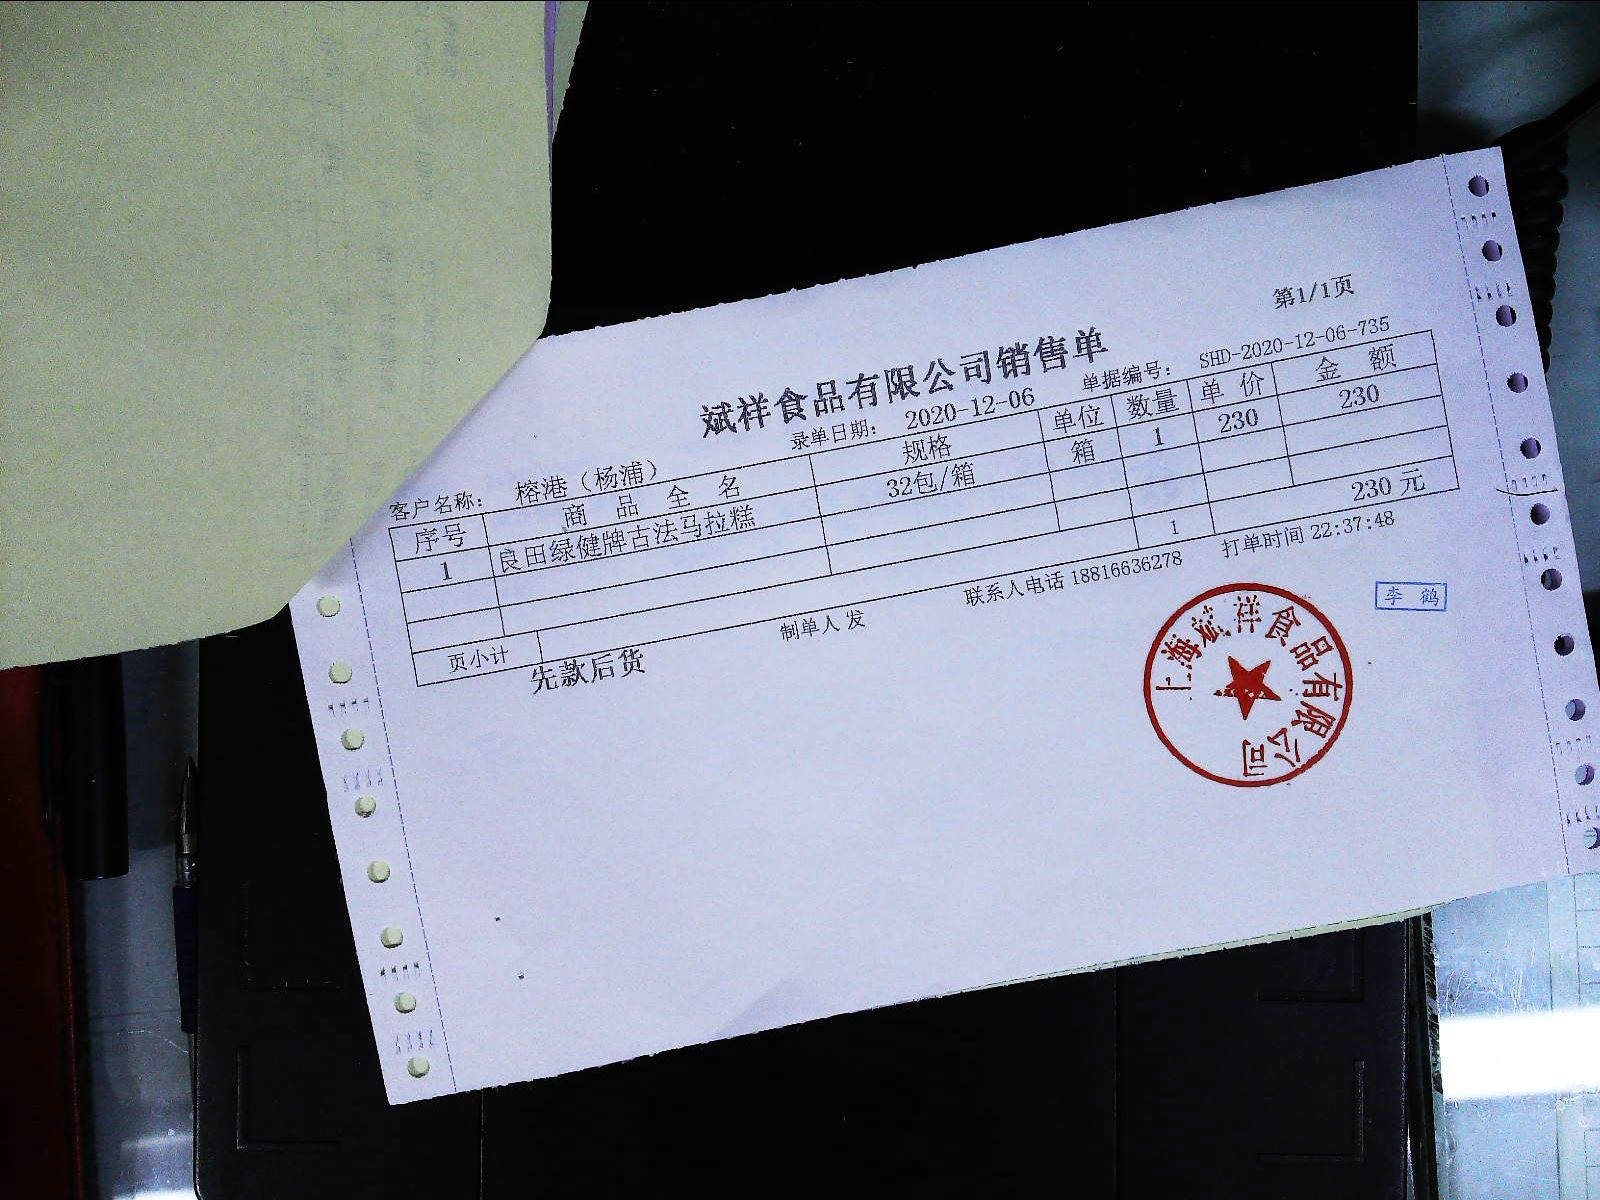 第1/1页
斌祥食品有限公司销售单
客户名称： 榕港（杨浦） 录单日期： 2020-12-06 单据编号： SHD-2020-12-06-735
序号 商品全名 规格 单位 数量 单价 金额
1 良田绿健牌古法马拉糕 32包/箱 箱 1 230 230
页小计 1 230 元
先款后货 制单人 发 联系人电话 18816636278 打单时间 22:37:48
李鹤
上海斌祥食品有限公司